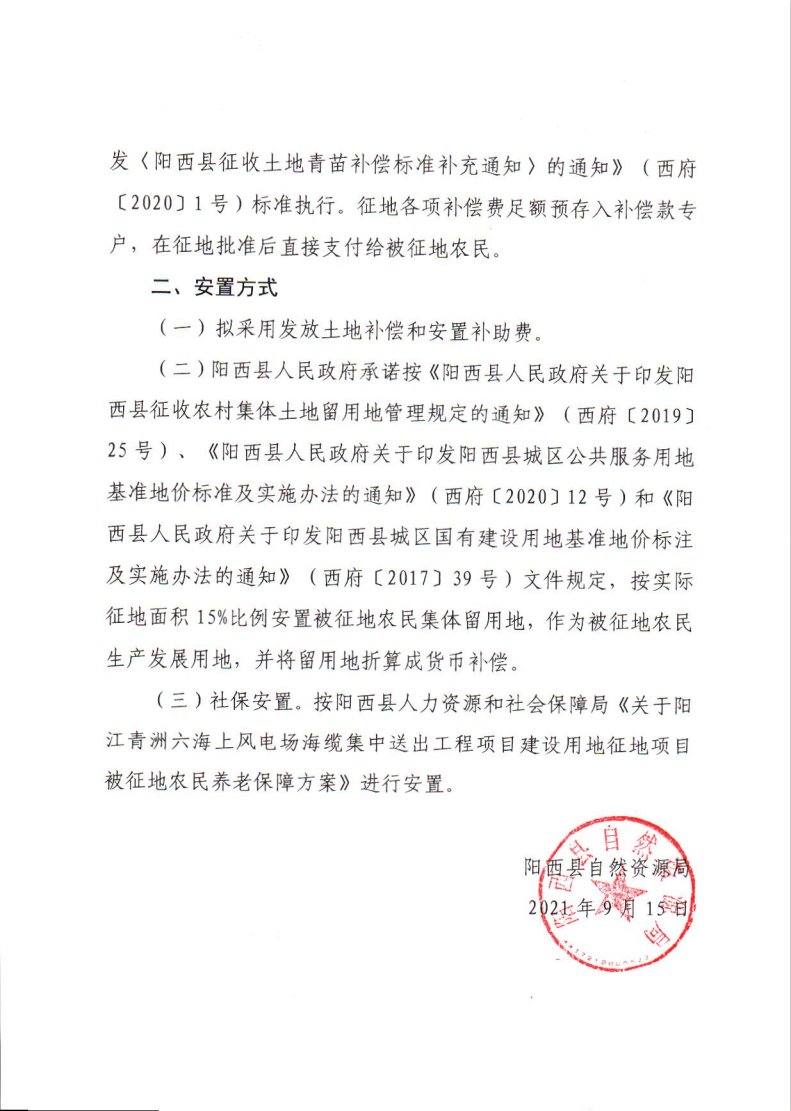 发〈阳西县征收土地青苗补偿标准补充通知〉的通知》（西府
〔2020〕1号）标准执行。征地各项补偿费足额预存入补偿款专
户，在征地批准后直接支付给被征地农民。
二、安置方式
（一）拟采用发放土地补偿和安置补助费。
（二）阳西县人民政府承诺按《阳西县人民政府关于印发阳
西县征收农村集体土地留用地管理规定的通知》（西府〔2019〕
25号）、《阳西县人民政府关于印发阳西县城区公共服务用地
基准地价标准及实施办法的通知》（西府〔2020〕12号）和《阳
西县人民政府关于印发阳西县城区国有建设用地基准地价标注
及实施办法的通知》（西府〔2017〕39号）文件规定，按实际
征地面积15%比例安置被征地农民集体留用地，作为被征地农民
生产发展用地，并将留用地折算成货币补偿。
（三）社保安置。按阳西县人力资源和社会保障局《关于阳
江青洲六海上风电场海缆集中送出工程项目建设用地征地项目
被征地农民养老保障方案》进行安置。
阳西县自然资源局
2021年9月15日
阳西县自然资源局